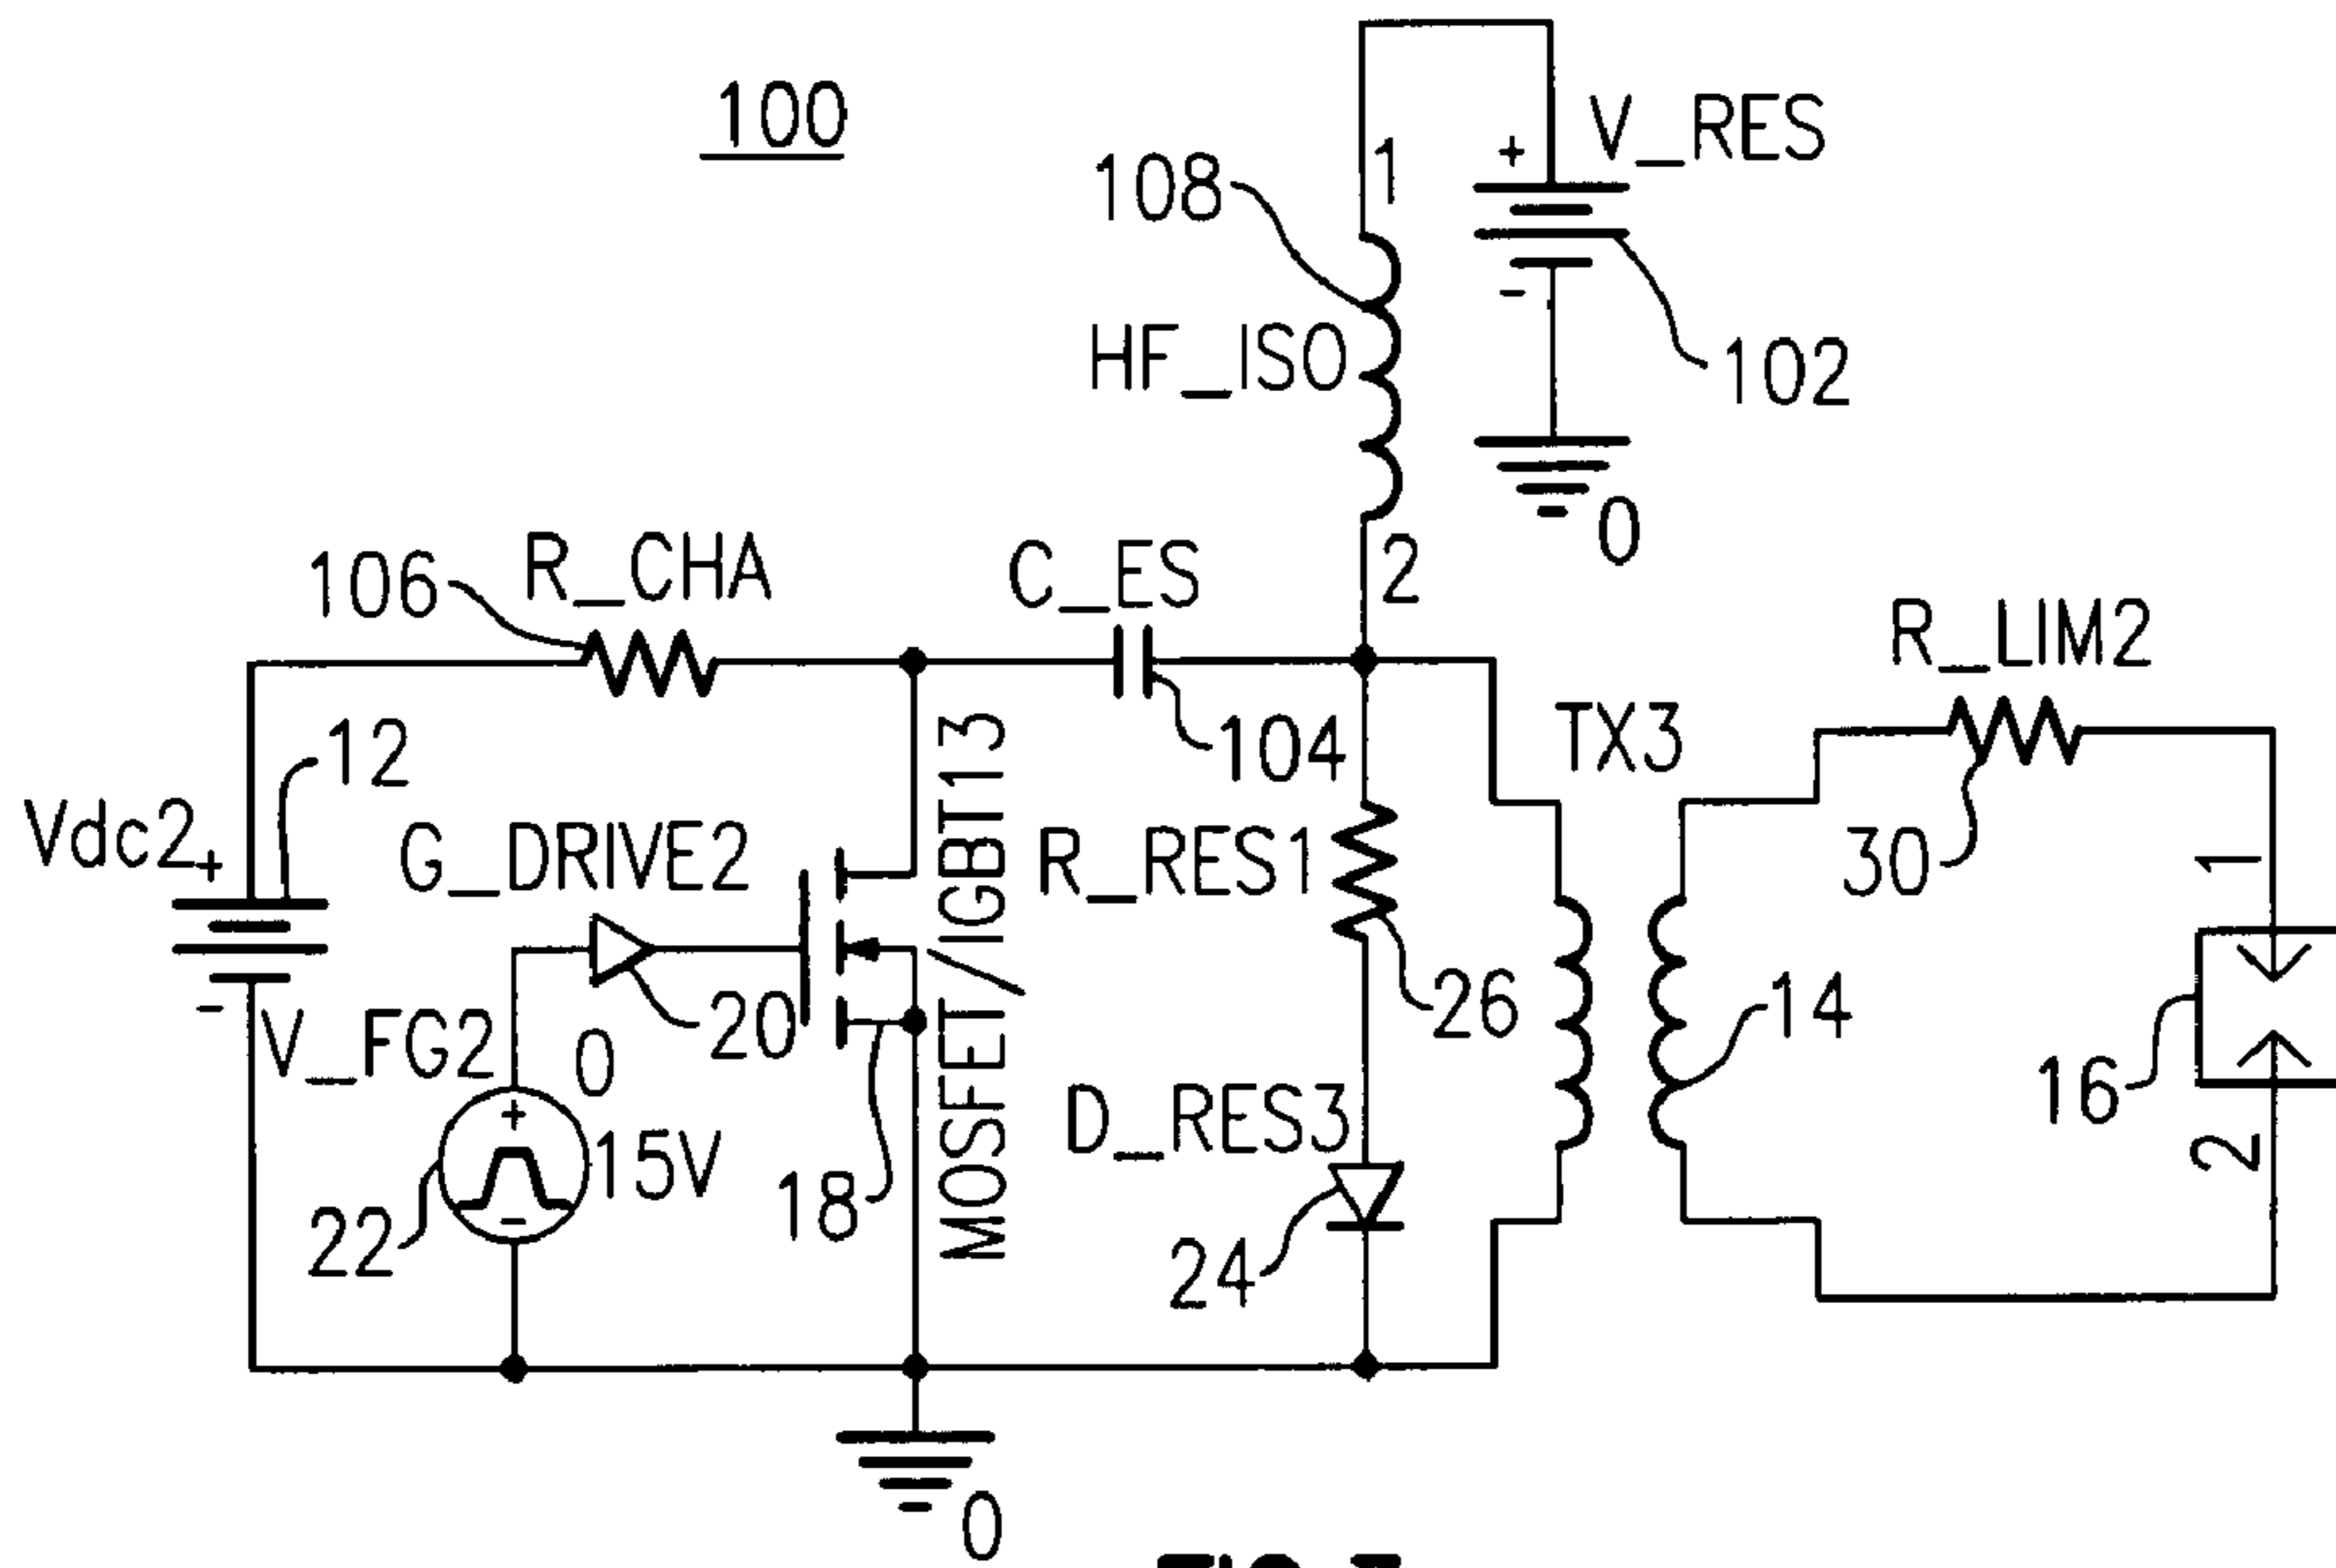 100
1
+ V_RES
108
HF_ISO
-
102
0
2
106
R_CHA
C_ES
R_LIM2
12
104
TX3
Vdc2
+
G_DRIVE2
MOSFET/IGBT13
R_RES1
30
1
20
26
14
-
V_FG2
0
16
+
15V
18
D_RES3
2
22
-
24
0